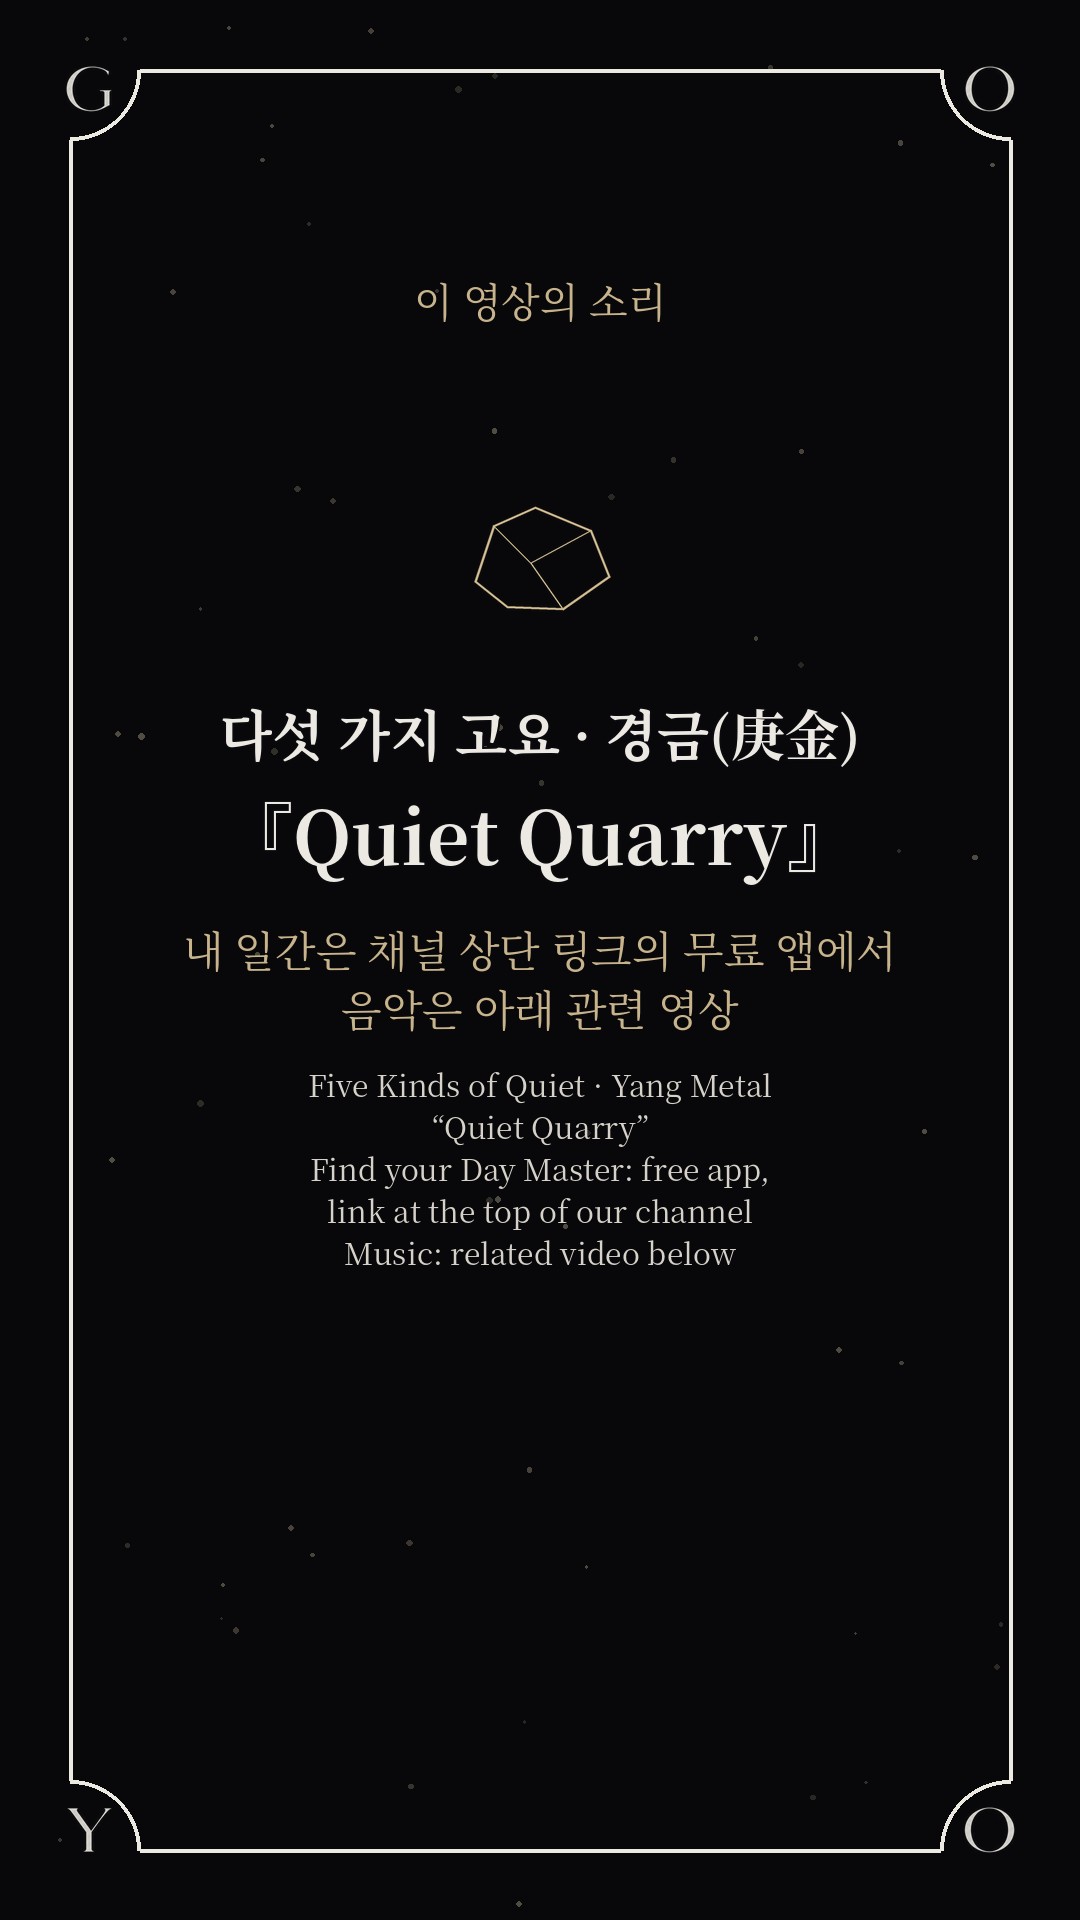 G O
이 영상의 소리
다섯 가지 고요 · 경금(庚金)
『Quiet Quarry』
내 일간은 채널 상단 링크의 무료 앱에서
음악은 아래 관련 영상
Five Kinds of Quiet · Yang Metal
“Quiet Quarry”
Find your Day Master: free app,
link at the top of our channel
Music: related video below
Y O